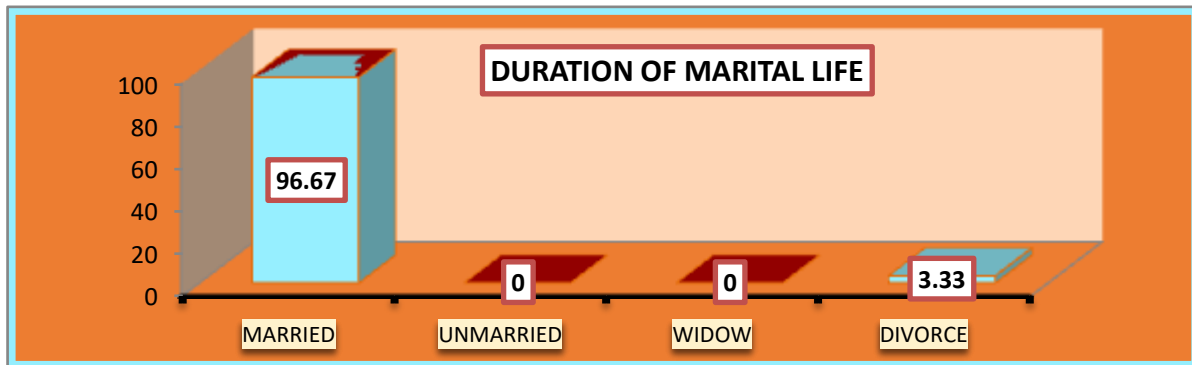 DURATION OF MARITAL LIFE
100
80
60
40
20
0
96.67
0
0
3.33
MARRIED
UNMARRIED
WIDOW
DIVORCE